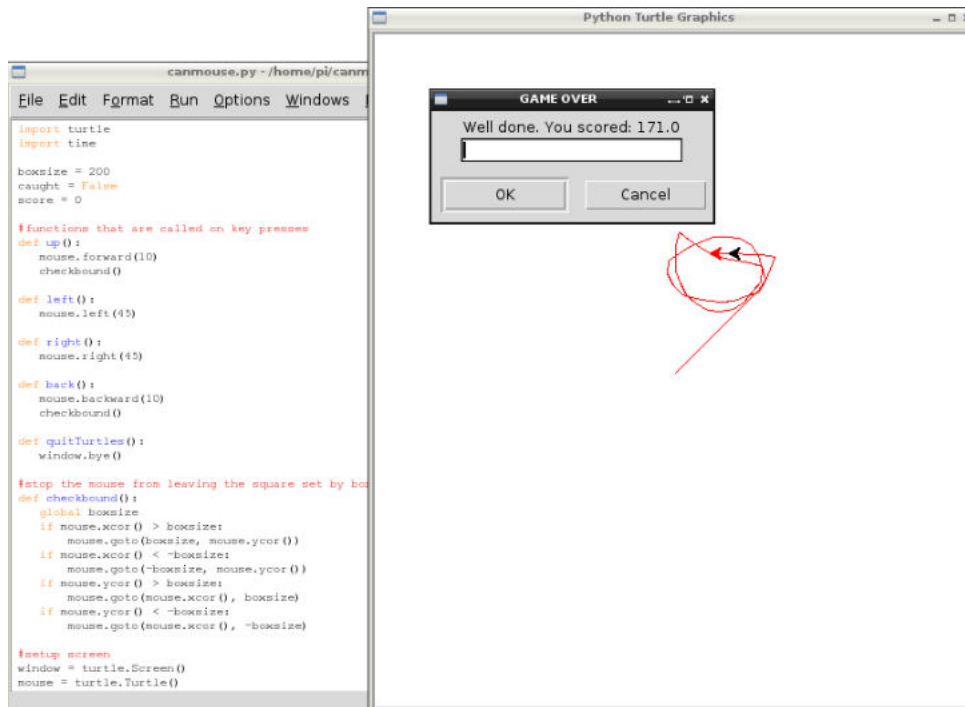 Python Turtle Graphics
canmouse.py - /home/pi/canm
File Edit Format Run Options Windows
import turtle
import time
boxsize = 200
caught = False
score = 0
#functions that are called on key presses
def up():
mouse.forward(10)
checkbound()
def left():
mouse.left(45)
def right():
mouse.right(45)
def back():
mouse.backward(10)
checkbound()
def quitTurtles():
window.bye()
#stop the mouse from leaving the square set by bo
def checkbound():
global boxsize
if mouse.xcor() > boxsize:
mouse.goto(boxsize, mouse.ycor())
if mouse.xcor() < -boxsize:
mouse.goto(-boxsize, mouse.ycor())
if mouse.ycor() > boxsize:
mouse.goto(mouse.xcor(), boxsize)
if mouse.ycor() < -boxsize:
mouse.goto(mouse.xcor(), -boxsize)
#setup screen
window = turtle.Screen()
mouse = turtle.Turtle()
GAME OVER
Well done. You scored: 171.0
OK Cancel